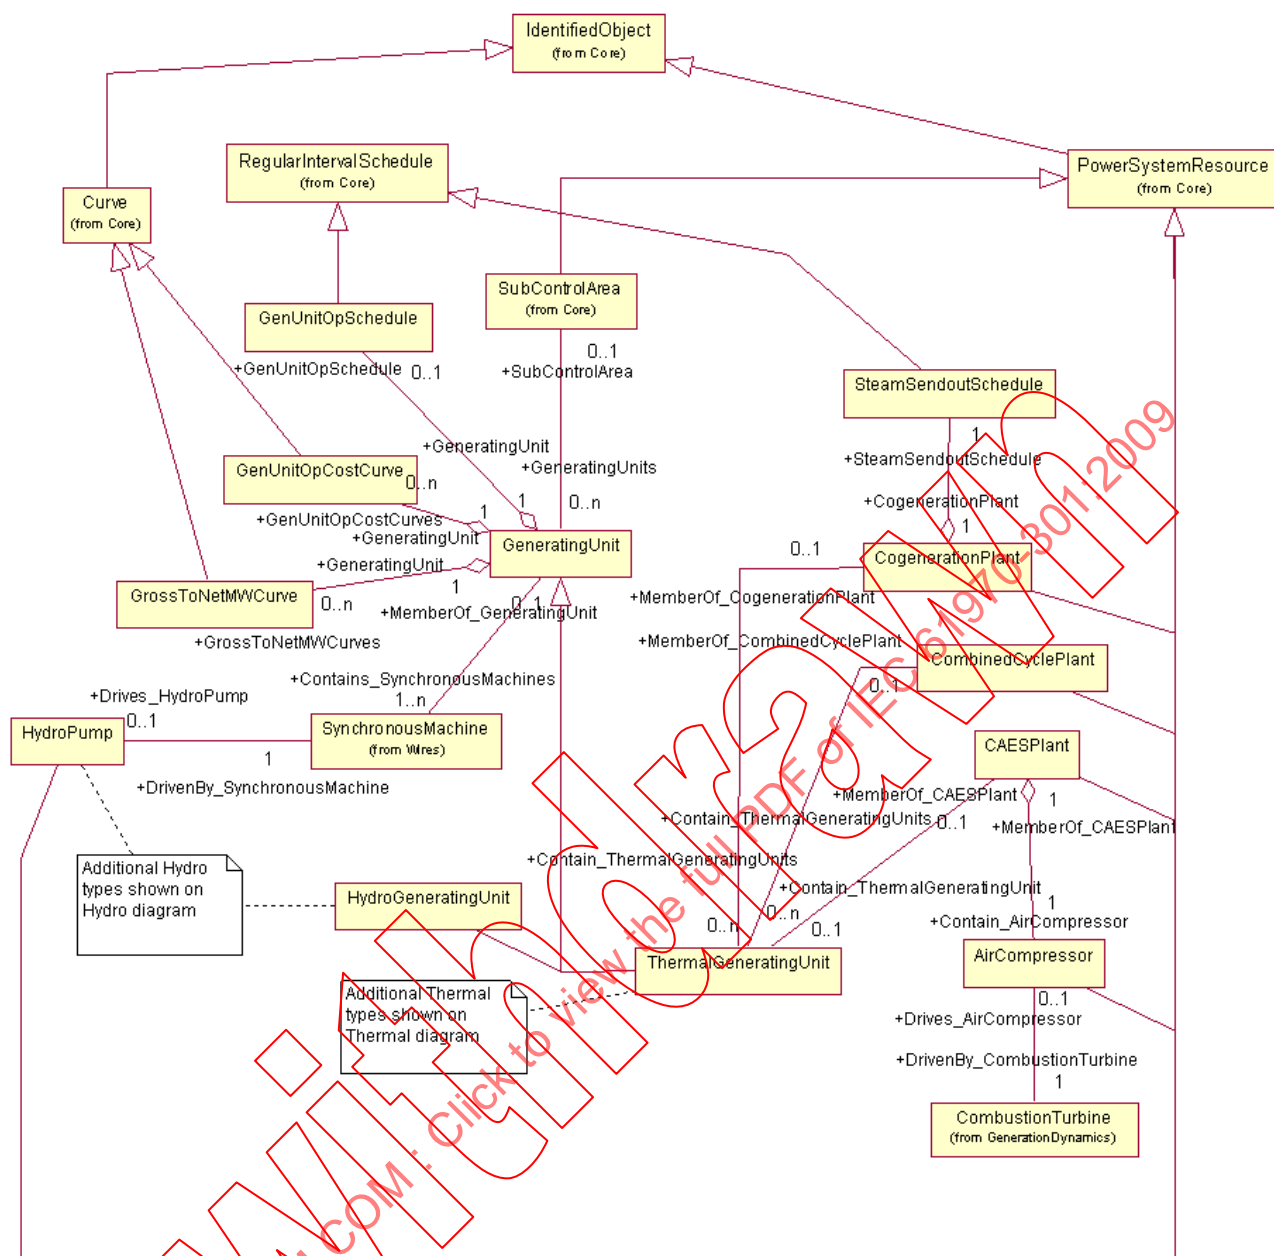 IdentifiedObject
(from Core)
RegularIntervalSchedule
(from Core)
PowerSystemResource
(from Core)
Curve
(from Core)
SubControlArea
(from Core)
GenUnitOpSchedule
0..1
+SubControlArea
+GenUnitOpSchedule
0..1
SteamSendoutSchedule
1
+SteamSendoutSchedule
+GeneratingUnit
+GeneratingUnits
GenUnitOpCostCurve
0..n
1
0..n
+CogenerationPlant
1
1
+GenUnitOpCostCurves
+GeneratingUnit
GeneratingUnit
0..1
CogenerationPlant
+GeneratingUnit
1
GrossToNetMWCurve
0..n
+MemberOf_GeneratingUnit
0..1
+MemberOf_CogenerationPlant
+GrossToNetMWCurves
+MemberOf_CombinedCyclePlant
CombinedCyclePlant
0..1
+Contains_SynchronousMachines
1..n
+Drives_HydroPump
0..1
HydroPump
SynchronousMachine
(from Wires)
1
+DrivenBy_SynchronousMachine
CAESPlant
+MemberOf_CAESPlant
1
0..1
+MemberOf_CAESPlant
+Contain_ThermalGeneratingUnits
+Contain_ThermalGeneratingUnits
Additional Hydro
types shown on
Hydro diagram
HydroGeneratingUnit
+Contain_ThermalGeneratingUnit
0..n
0..n
0..1
1
+Contain_AirCompressor
ThermalGeneratingUnit
AirCompressor
Additional Thermal
types shown on
Thermal diagram
0..1
+Drives_AirCompressor
+DrivenBy_CombustionTurbine
1
CombustionTurbine
(from GenerationDynamics)
withdrawn
.COM : Click to view the full PDF of IEC 61970-301:2009